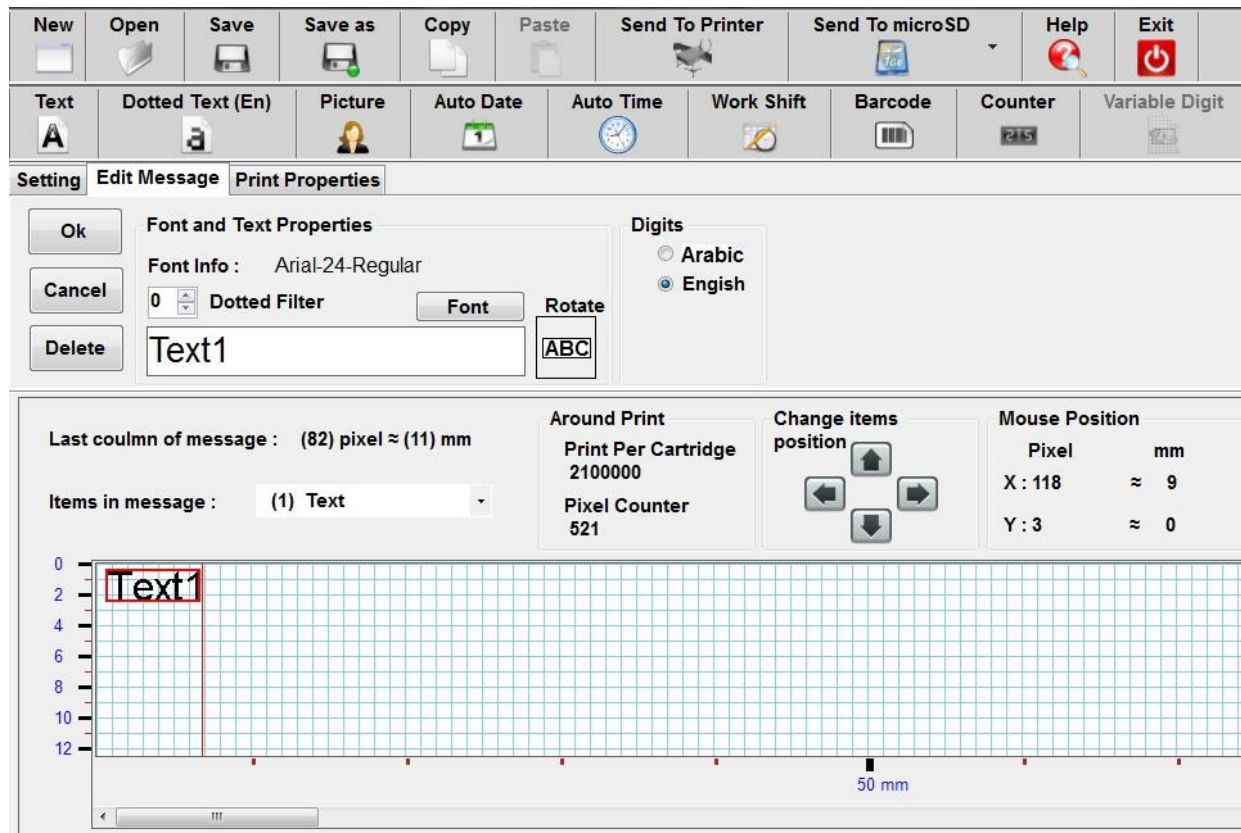 New Open Save Save as Copy Paste Send To Printer Send To microSD Help Exit
Text Dotted Text (En) Picture Auto Date Auto Time Work Shift Barcode Counter Variable Digit
A a 1 215
Setting Edit Message Print Properties
Ok
Cancel
Delete
Font and Text Properties
Font Info : Arial-24-Regular
0 Dotted Filter Font
Text1
Rotate
ABC
Digits
Arabic
Engish
Last coulmn of message : (82) pixel ≈ (11) mm
Items in message : (1) Text
Around Print
Print Per Cartridge
2100000
Pixel Counter
521
Change items
position
Mouse Position
Pixel mm
X : 118 ≈ 9
Y : 3 ≈ 0
0
2
4
6
8
10
12
Text1
50 mm